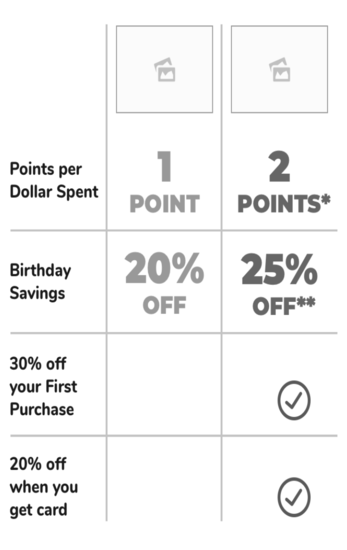 Points per
Dollar Spent
1
POINT
2
POINTS*
Birthday
Savings
20%
OFF
25%
OFF**
30% off
your First
Purchase
20% off
when you
get card